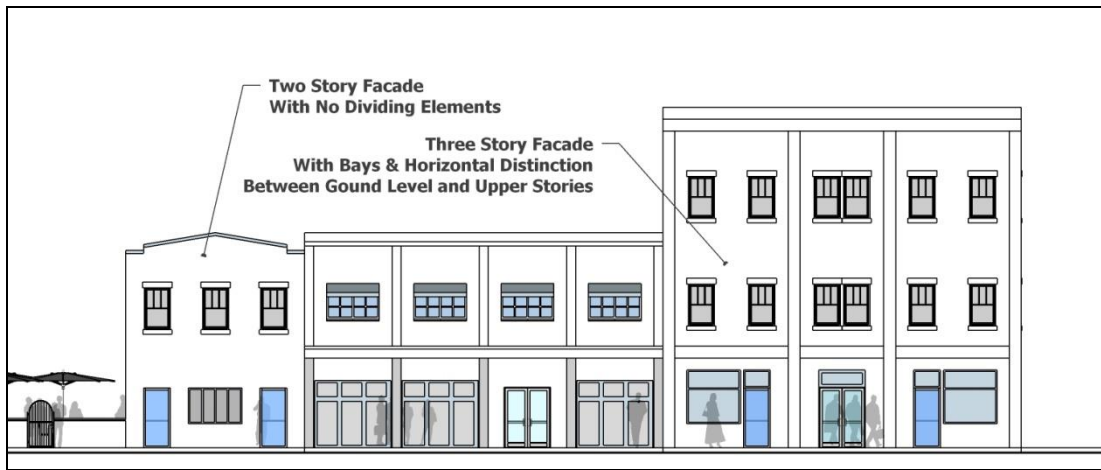 Two Story Facade
With No Dividing Elements
Three Story Facade
With Bays & Horizontal Distinction
Between Gound Level and Upper Stories